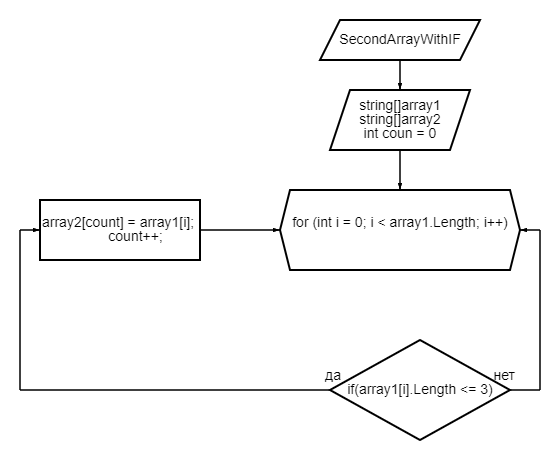 SecondArrayWithIF
string[]array1
string[]array2
int coun = 0
for (int i = 0; i < array1.Length; i++)
array2[count] = array1[i];
count++;
да
нет
if(array1[i].Length <= 3)